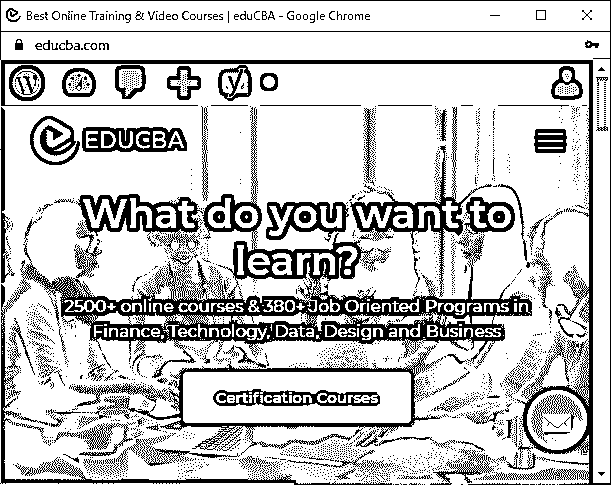 Best Online Training & Video Courses | eduCBA - Google Chrome
educba.com
EDUCBA
What do you want to
learn?
2500+ online courses & 380+ Job Oriented Programs in
Finance, Technology, Data, Design and Business
Certification Courses